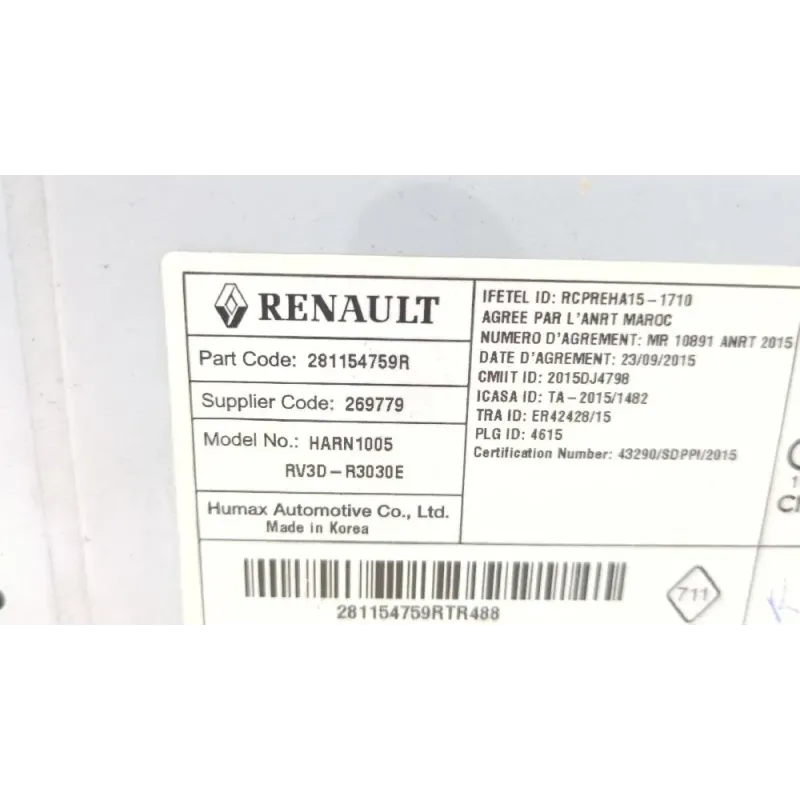 RENAULT
Part Code: 281154759R
Supplier Code: 269779
Model No.: HARN1005
RV3D-R3030E
Humax Automotive Co., Ltd.
Made in Korea
IFETEL ID: RCPREHA15-1710
AGREE PAR L'ANRT MAROC
NUMERO D'AGREMENT: MR 10891 ANRT 2015
DATE D'AGREMENT: 23/09/2015
CMIIT ID: 2015DJ4798
ICASA ID: TA-2015/1482
TRA ID: ER42428/15
PLG ID: 4615
Certification Number: 43290/SDPPI/2015
281154759RTR488
711